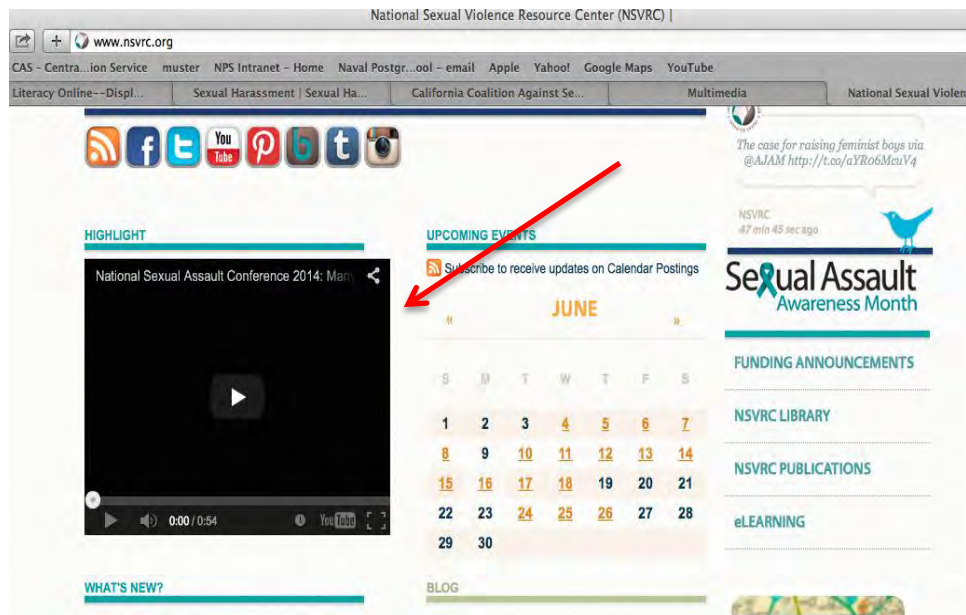 National Sexual Violence Resource Center (NSVRC) |
www.nsvrc.org
CAS - Centra...ion Service muster NPS Intranet - Home Naval Postgr...ool - email Apple Yahoo! Google Maps YouTube
Literacy Online--Displ... Sexual Harassment | Sexual Ha... California Coalition Against Se... Multimedia National Sexual Violen
You
Tube
The case for raising feminist boys via
@AJAM http://t.co/aYRo6McuV4
NSVRC
47 min 45 sec ago
HIGHLIGHT
National Sexual Assault Conference 2014: Many
0:00 / 0:54 YouTube
UPCOMING EVENTS
Subscribe to receive updates on Calendar Postings
« JUNE »
S M T W T F S
1 2 3 4 5 6 7
8 9 10 11 12 13 14
15 16 17 18 19 20 21
22 23 24 25 26 27 28
29 30
Sexual Assault
Awareness Month
FUNDING ANNOUNCEMENTS
NSVRC LIBRARY
NSVRC PUBLICATIONS
eLEARNING
WHAT'S NEW?
BLOG